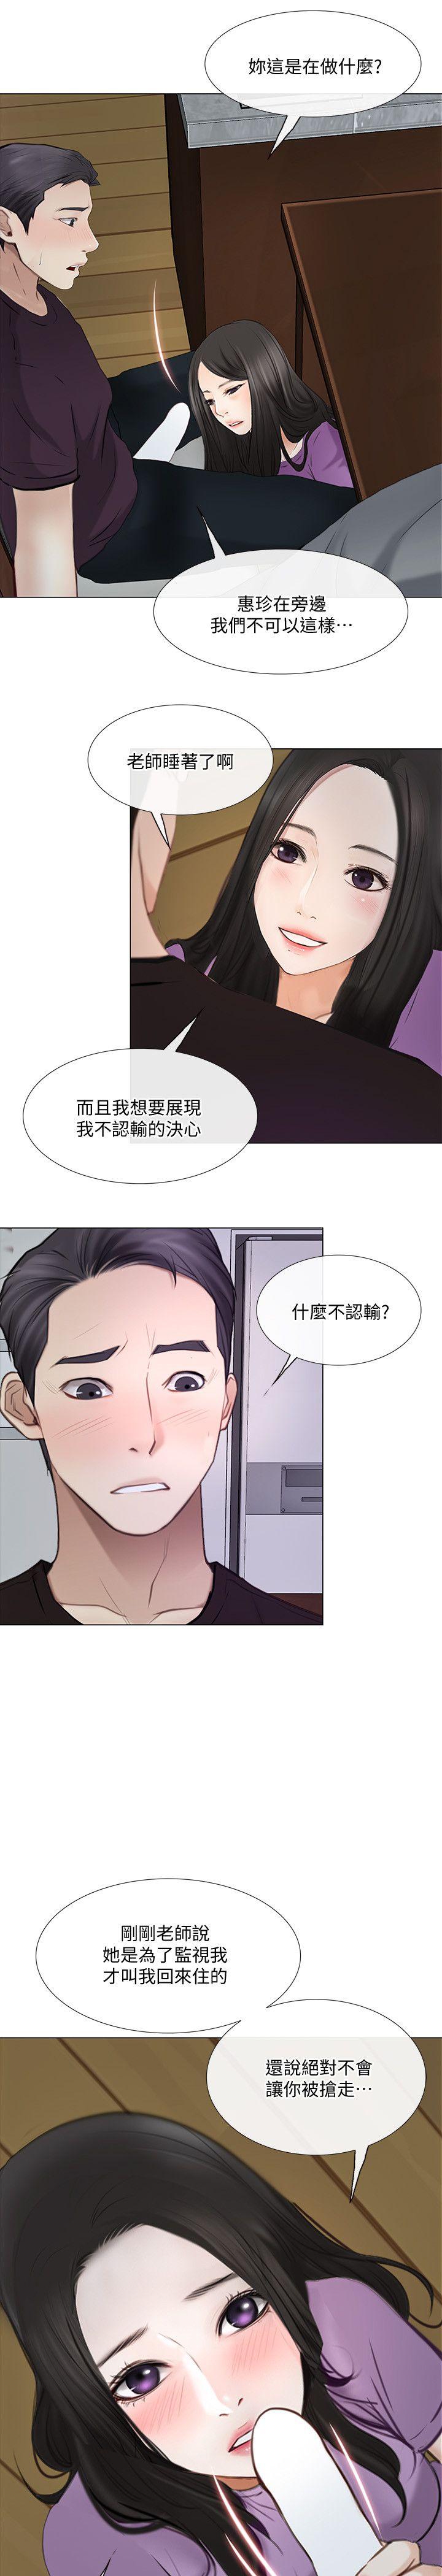 妳這是在做什麼?
惠珍在旁邊
我們不可以這樣…
老師睡著了啊
而且我想要展現
我不認輸的決心
什麼不認輸?
剛剛老師說
她是為了監視我
才叫我回來住的
還說絕對不會
讓你被搶走…